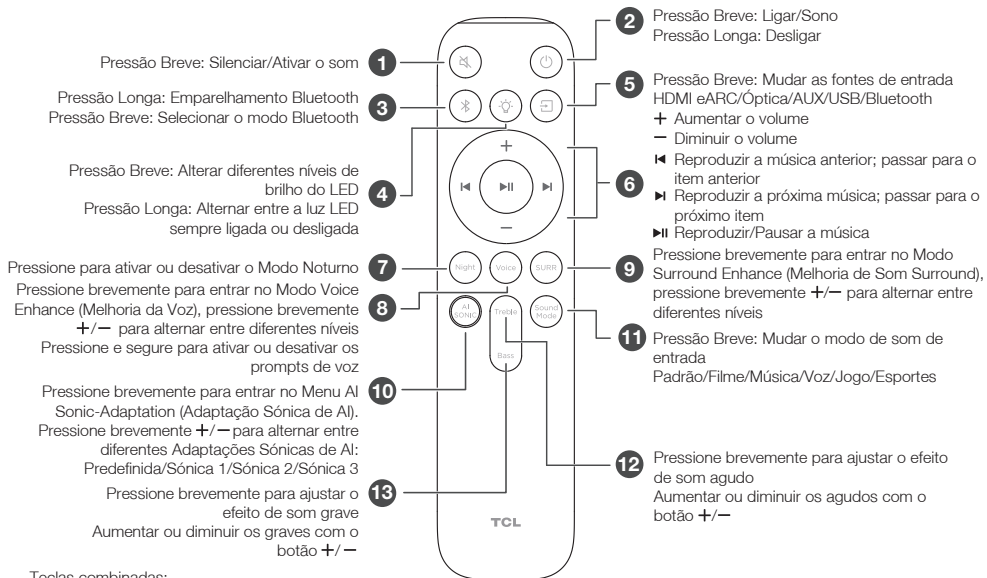 1
Pressão Breve: Silenciar/Ativar o som
2
Pressão Breve: Ligar/Sono
Pressão Longa: Desligar
3
Pressão Longa: Emparelhamento Bluetooth
Pressão Breve: Selecionar o modo Bluetooth
4
Pressão Breve: Alterar diferentes níveis de
brilho do LED
Pressão Longa: Alternar entre a luz LED
sempre ligada ou desligada
5
Pressão Breve: Mudar as fontes de entrada
HDMI eARC/Óptica/AUX/USB/Bluetooth
6
+ Aumentar o volume
− Diminuir o volume
Reproduzir a música anterior; passar para o
item anterior
Reproduzir a próxima música; passar para o
próximo item
Reproduzir/Pausar a música
7
Pressione para ativar ou desativar o Modo Noturno
8
Pressione brevemente para entrar no Modo Voice
Enhance (Melhoria da Voz), pressione brevemente
+/− para alternar entre diferentes níveis
Pressione e segure para ativar ou desativar os
prompts de voz
9
Pressione brevemente para entrar no Modo
Surround Enhance (Melhoria de Som Surround),
pressione brevemente +/− para alternar entre
diferentes níveis
10
Pressione brevemente para entrar no Menu AI
Sonic-Adaptation (Adaptação Sónica de AI).
Pressione brevemente +/− para alternar entre
diferentes Adaptações Sónicas de AI:
Predefinida/Sónica 1/Sónica 2/Sónica 3
11
Pressão Breve: Mudar o modo de som de
entrada
Padrão/Filme/Música/Voz/Jogo/Esportes
12
Pressione brevemente para ajustar o efeito
de som agudo
Aumentar ou diminuir os agudos com o
botão +/−
13
Pressione brevemente para ajustar o
efeito de som grave
Aumentar ou diminuir os graves com o
botão +/−
+
−
Night
Voice
SURR
AI
SONIC
Treble
Sound
Mode
Bass
TCL
Teclas combinadas: